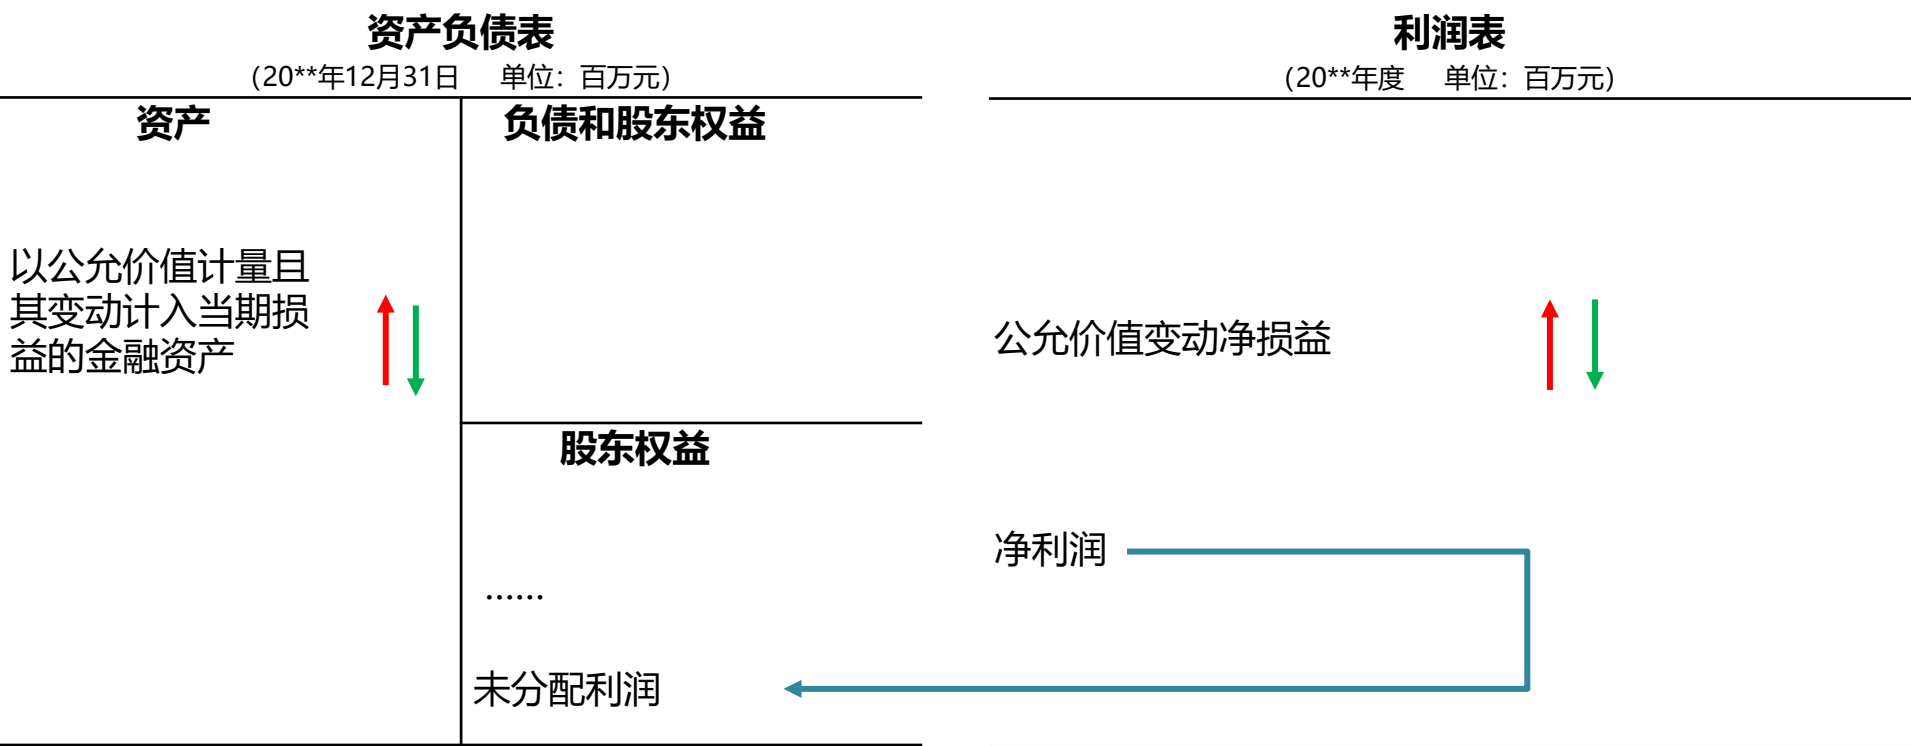 资产负债表
（20**年12月31日 单位：百万元）
资产
负债和股东权益
以公允价值计量且
其变动计入当期损
益的金融资产
股东权益
……
未分配利润
利润表
（20**年度 单位：百万元）
公允价值变动净损益
净利润